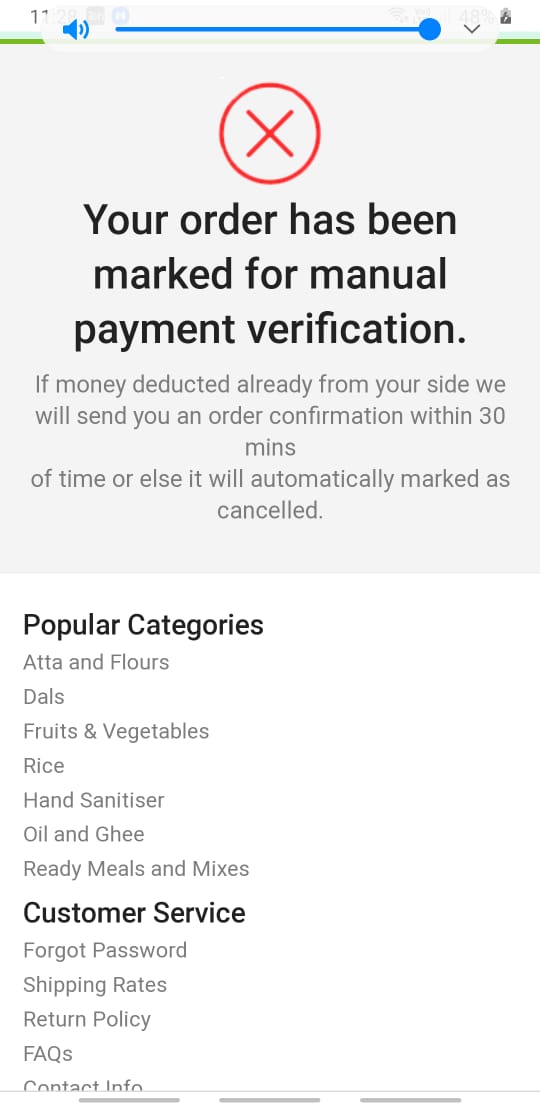 11:28
48%
Your order has been
marked for manual
payment verification.
If money deducted already from your side we
will send you an order confirmation within 30
mins
of time or else it will automatically marked as
cancelled.
Popular Categories
Atta and Flours
Dals
Fruits & Vegetables
Rice
Hand Sanitiser
Oil and Ghee
Ready Meals and Mixes
Customer Service
Forgot Password
Shipping Rates
Return Policy
FAQs
Contact Info